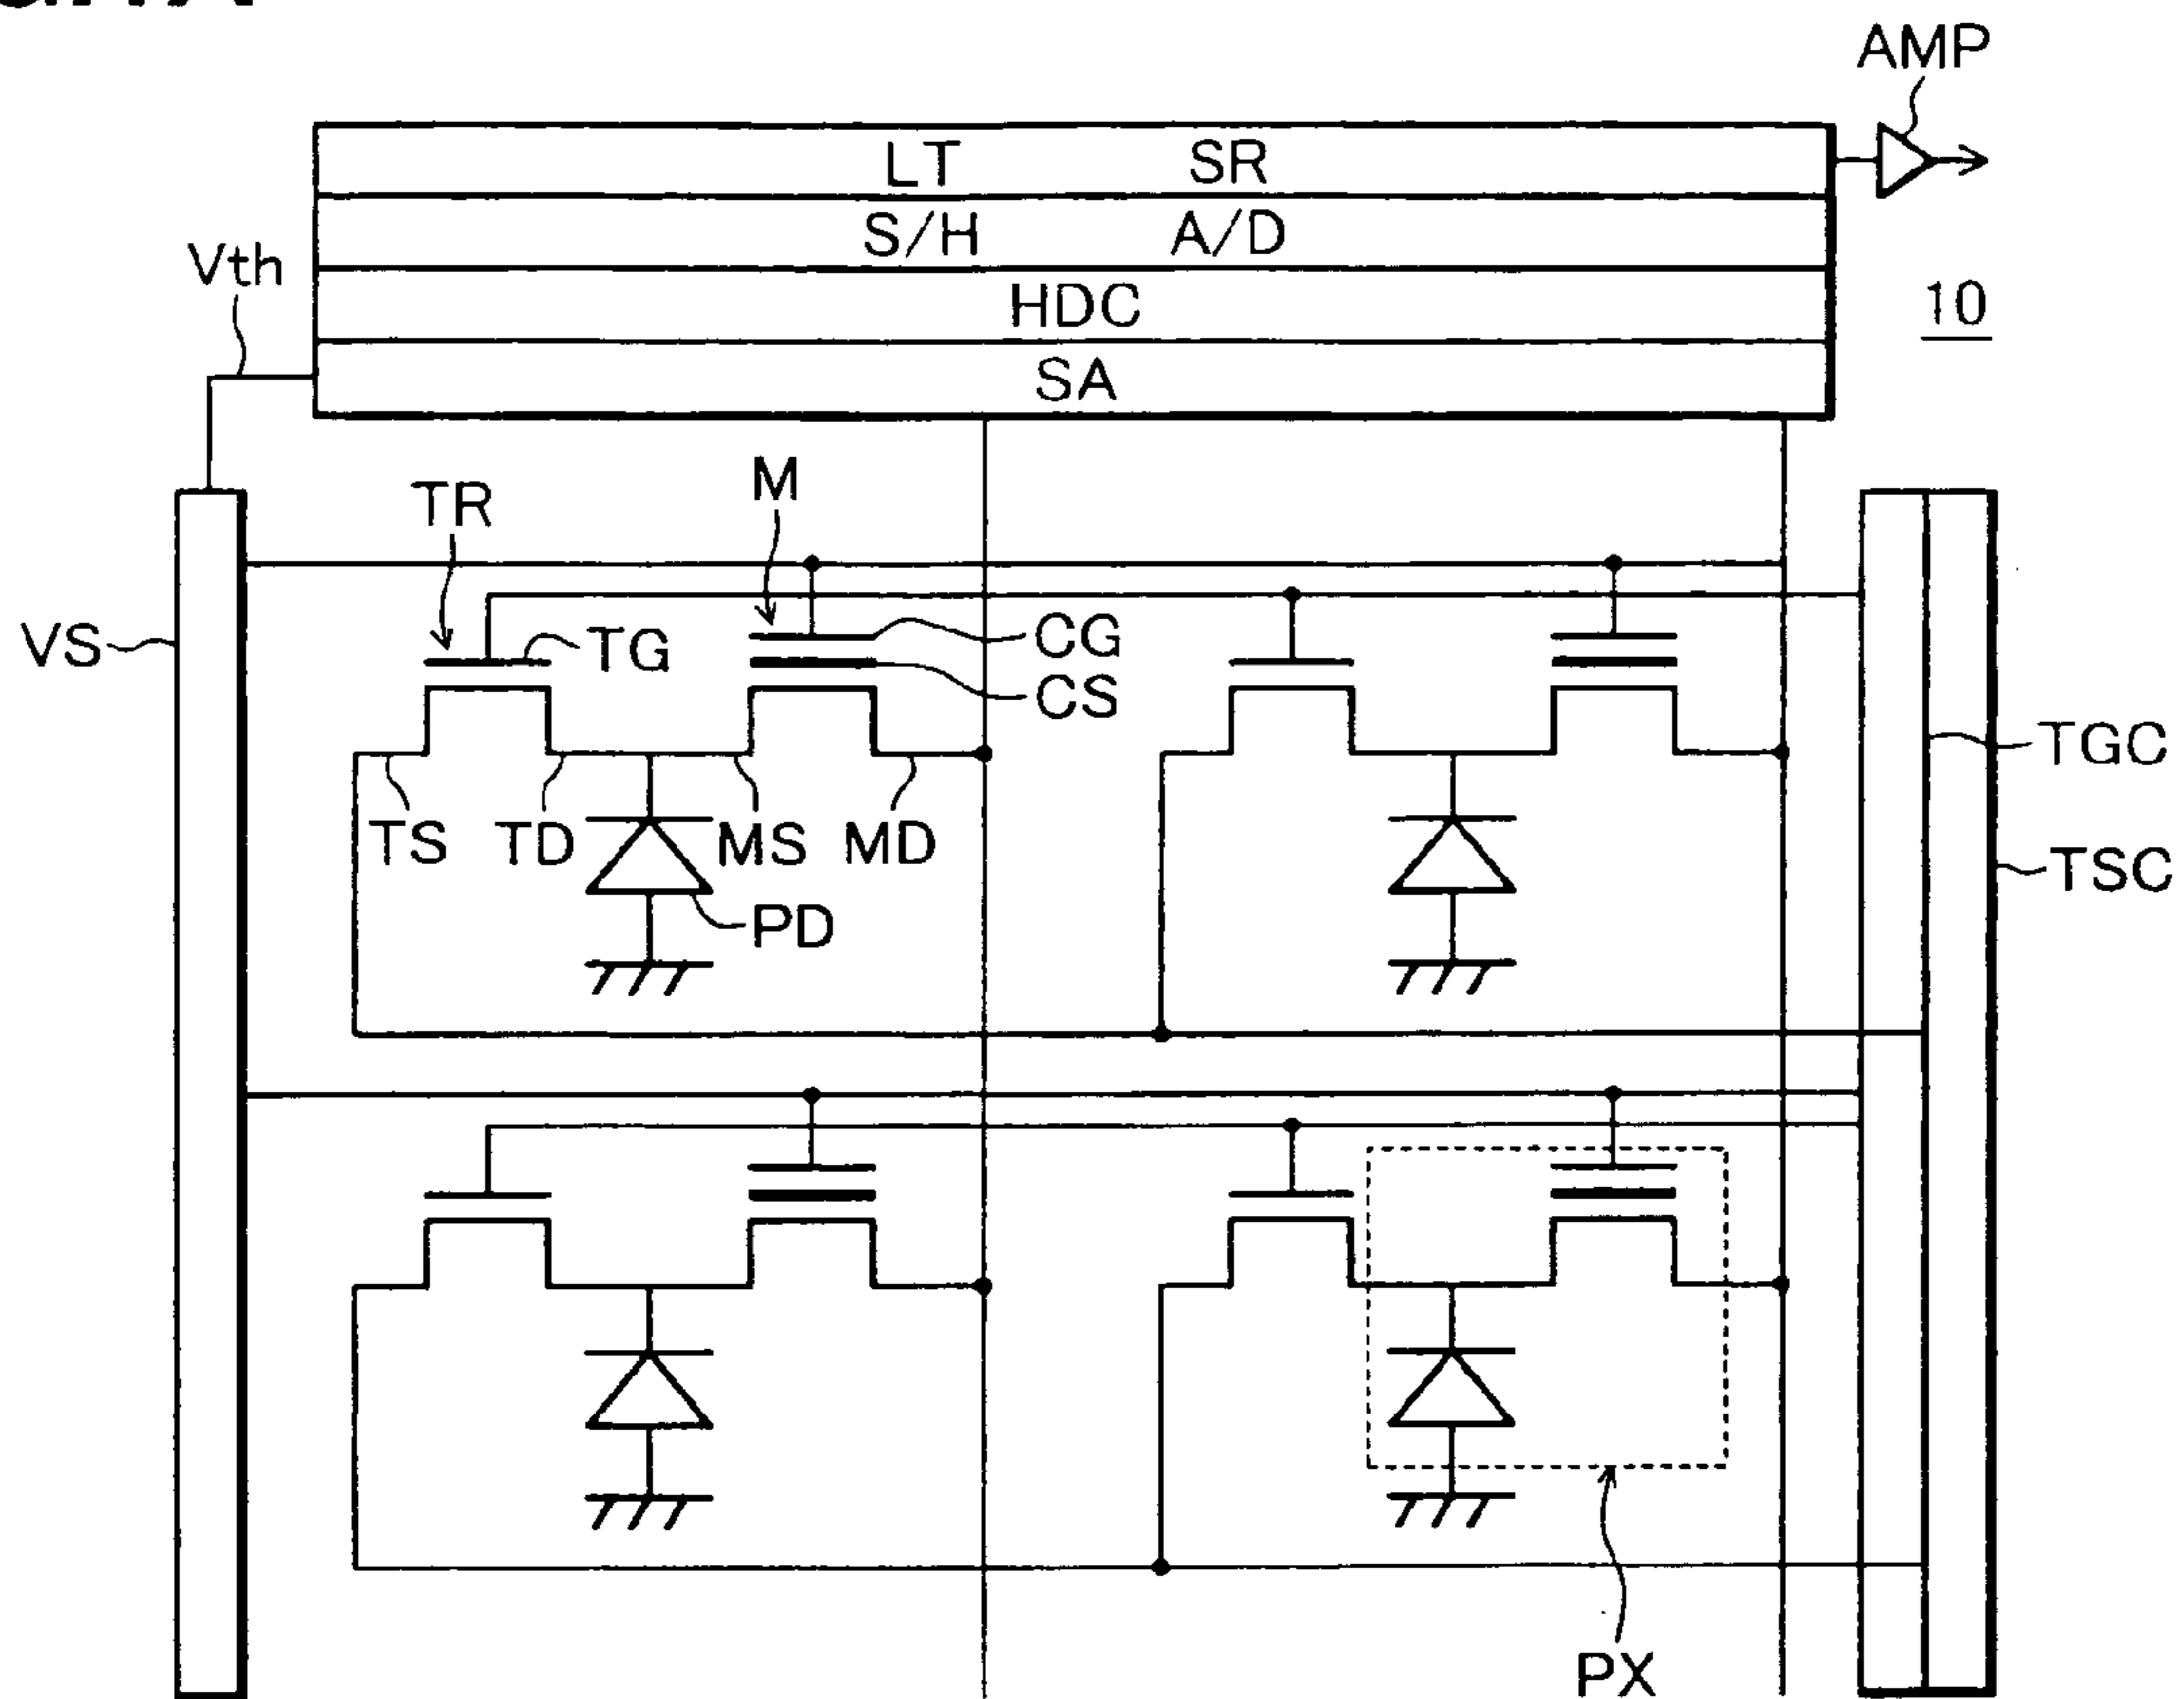 AMP
LT SR
S/H A/D
Vth
HDC
10
SA
M
TR
CG
TG
VS
CS
TGC
TS TD MS MD
TSC
PD
PX